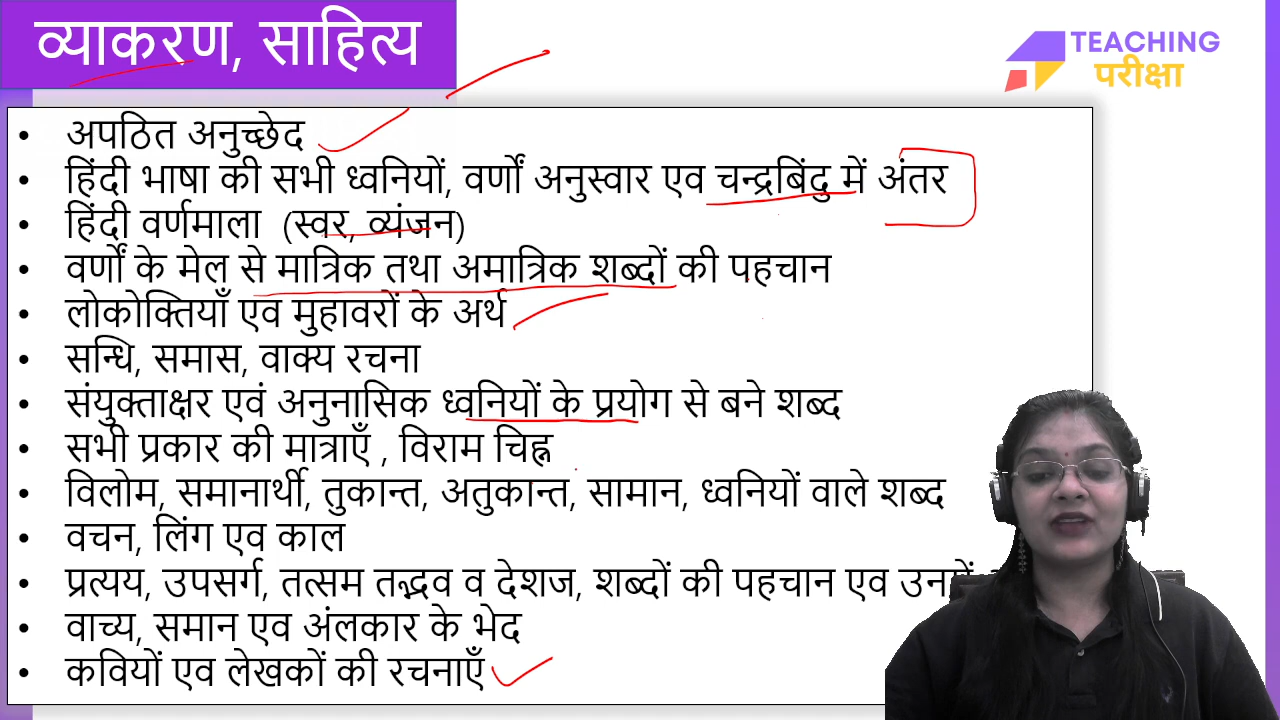 व्याकरण, साहित्य
TEACHING
परीक्षा
• अपठित अनुच्छेद
• हिंदी भाषा की सभी ध्वनियों, वर्णों अनुस्वार एव चन्द्रबिंदु में अंतर
• हिंदी वर्णमाला (स्वर, व्यंजन)
• वर्णों के मेल से मात्रिक तथा अमात्रिक शब्दों की पहचान
• लोकोक्तियाँ एव मुहावरों के अर्थ
• सन्धि, समास, वाक्य रचना
• संयुक्ताक्षर एवं अनुनासिक ध्वनियों के प्रयोग से बने शब्द
• सभी प्रकार की मात्राएँ , विराम चिह्न
• विलोम, समानार्थी, तुकान्त, अतुकान्त, सामान, ध्वनियों वाले शब्द
• वचन, लिंग एव काल
• प्रत्यय, उपसर्ग, तत्सम तद्भव व देशज, शब्दों की पहचान एव उनमें
• वाच्य, समान एव अंलकार के भेद
• कवियों एव लेखकों की रचनाएँ